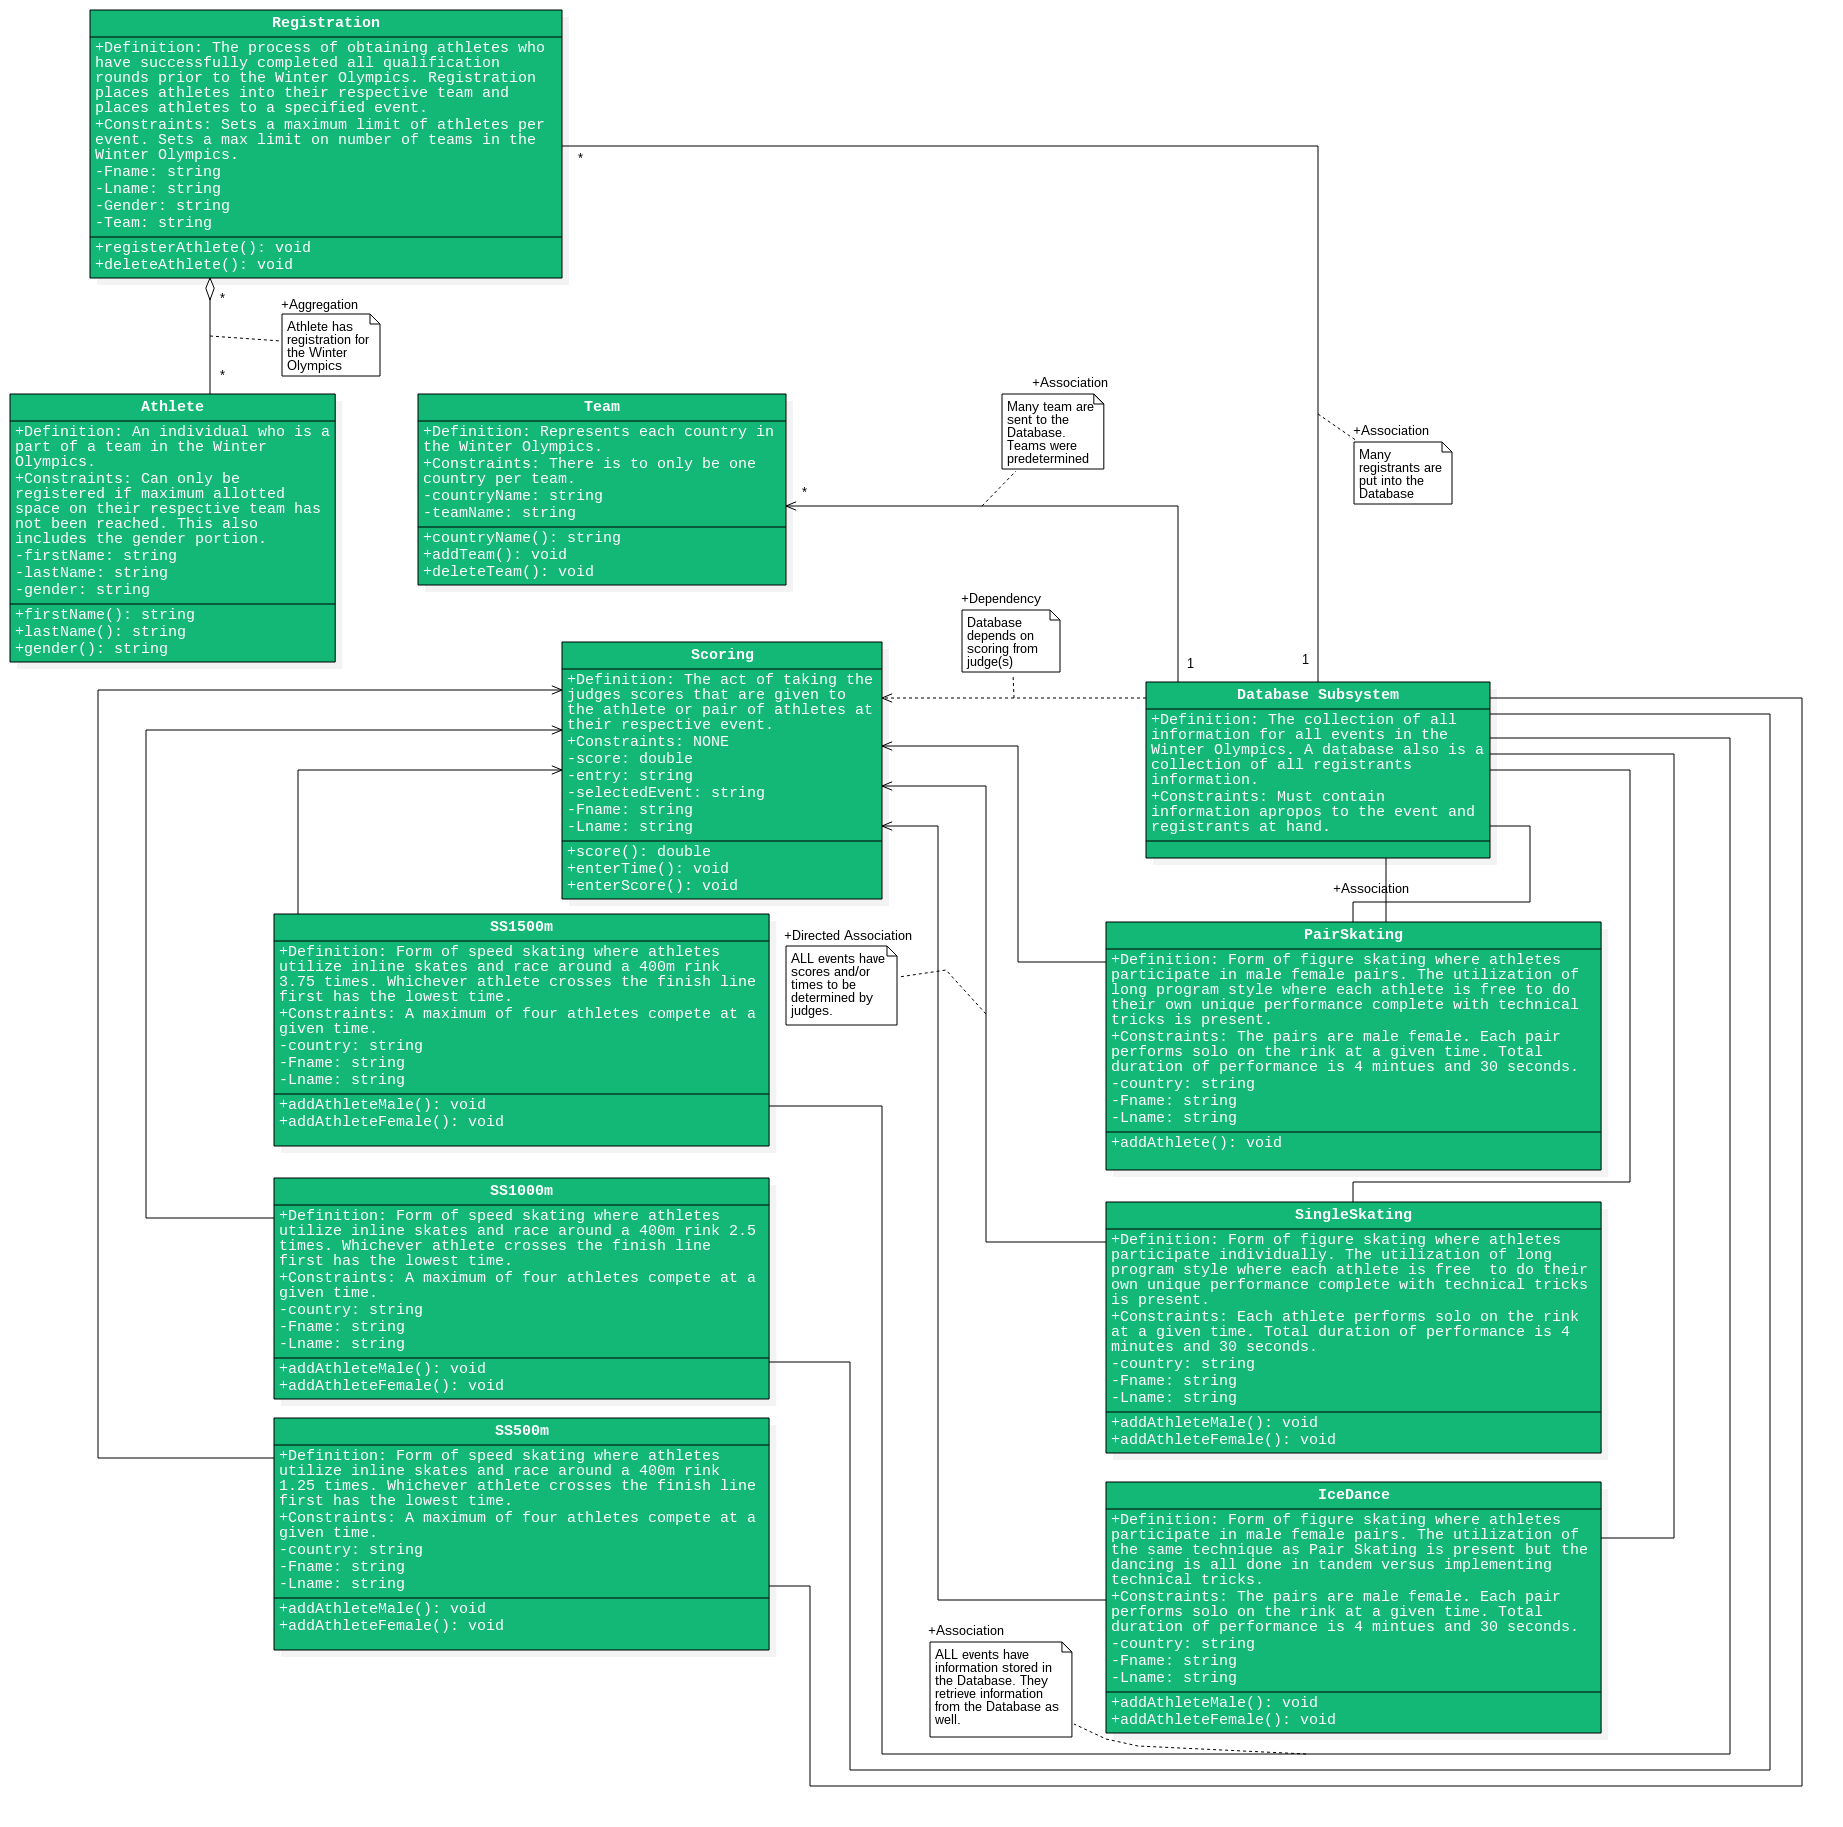 Registration
+Definition: The process of obtaining athletes who
have successfully completed all qualification
rounds prior to the Winter Olympics. Registration
places athletes into their respective team and
places athletes to a specified event.
+Constraints: Sets a maximum limit of athletes per
event. Sets a max limit on number of teams in the
Winter Olympics.
-Fname: string
-Lname: string
-Gender: string
-Team: string
+registerAthlete(): void
+deleteAthlete(): void
*
*
+Aggregation
Athlete has
registration for
the Winter
Olympics
*
Athlete
+Definition: An individual who is a
part of a team in the Winter
Olympics.
+Constraints: Can only be
registered if maximum allotted
space on their respective team has
not been reached. This also
includes the gender portion.
-firstName: string
-lastName: string
-gender: string
+firstName(): string
+lastName(): string
+gender(): string
Team
+Definition: Represents each country in
the Winter Olympics.
+Constraints: There is to only be one
country per team.
-countryName: string
-teamName: string
+countryName(): string
+addTeam(): void
+deleteTeam(): void
*
+Association
Many team are
sent to the
Database.
Teams were
predetermined
+Association
Many
registrants are
put into the
Database
+Dependency
Database
depends on
scoring from
judge(s)
1
1
Scoring
+Definition: The act of taking the
judges scores that are given to
the athlete or pair of athletes at
their respective event.
+Constraints: NONE
-score: double
-entry: string
-selectedEvent: string
-Fname: string
-Lname: string
+score(): double
+enterTime(): void
+enterScore(): void
Database Subsystem
+Definition: The collection of all
information for all events in the
Winter Olympics. A database also is a
collection of all registrants
information.
+Constraints: Must contain
information apropos to the event and
registrants at hand.
+Association
SS1500m
+Definition: Form of speed skating where athletes
utilize inline skates and race around a 400m rink
3.75 times. Whichever athlete crosses the finish line
first has the lowest time.
+Constraints: A maximum of four athletes compete at a
given time.
-country: string
-Fname: string
-Lname: string
+addAthleteMale(): void
+addAthleteFemale(): void
+Directed Association
ALL events have
scores and/or
times to be
determined by
judges.
PairSkating
+Definition: Form of figure skating where athletes
participate in male female pairs. The utilization of
long program style where each athlete is free to do
their own unique performance complete with technical
tricks is present.
+Constraints: The pairs are male female. Each pair
performs solo on the rink at a given time. Total
duration of performance is 4 mintues and 30 seconds.
-country: string
-Fname: string
-Lname: string
+addAthlete(): void
SS1000m
+Definition: Form of speed skating where athletes
utilize inline skates and race around a 400m rink 2.5
times. Whichever athlete crosses the finish line
first has the lowest time.
+Constraints: A maximum of four athletes compete at a
given time.
-country: string
-Fname: string
-Lname: string
+addAthleteMale(): void
+addAthleteFemale(): void
SingleSkating
+Definition: Form of figure skating where athletes
participate individually. The utilization of long
program style where each athlete is free  to do their
own unique performance complete with technical tricks
is present.
+Constraints: Each athlete performs solo on the rink
at a given time. Total duration of performance is 4
minutes and 30 seconds.
-country: string
-Fname: string
-Lname: string
+addAthleteMale(): void
+addAthleteFemale(): void
SS500m
+Definition: Form of speed skating where athletes
utilize inline skates and race around a 400m rink
1.25 times. Whichever athlete crosses the finish line
first has the lowest time.
+Constraints: A maximum of four athletes compete at a
given time.
-country: string
-Fname: string
-Lname: string
+addAthleteMale(): void
+addAthleteFemale(): void
IceDance
+Definition: Form of figure skating where athletes
participate in male female pairs. The utilization of
the same technique as Pair Skating is present but the
dancing is all done in tandem versus implementing
technical tricks.
+Constraints: The pairs are male female. Each pair
performs solo on the rink at a given time. Total
duration of performance is 4 mintues and 30 seconds.
-country: string
-Fname: string
-Lname: string
+addAthleteMale(): void
+addAthleteFemale(): void
+Association
ALL events have
information stored in
the Database. They
retrieve information
from the Database as
well.